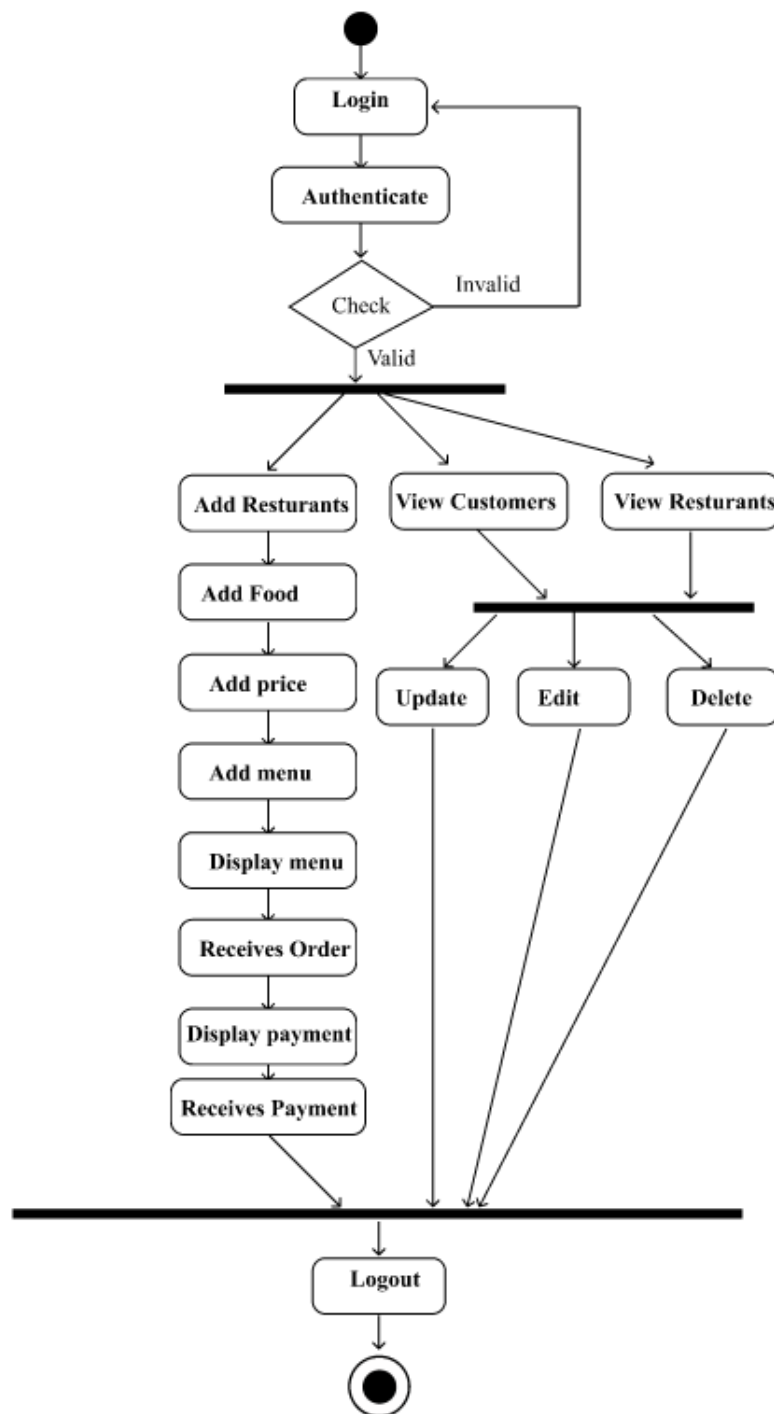 Login
Authenticate
Check
Invalid
Valid
Add Resturants
View Customers
View Resturants
Add Food
Add price
Update
Edit
Delete
Add menu
Display menu
Receives Order
Display payment
Receives Payment
Logout